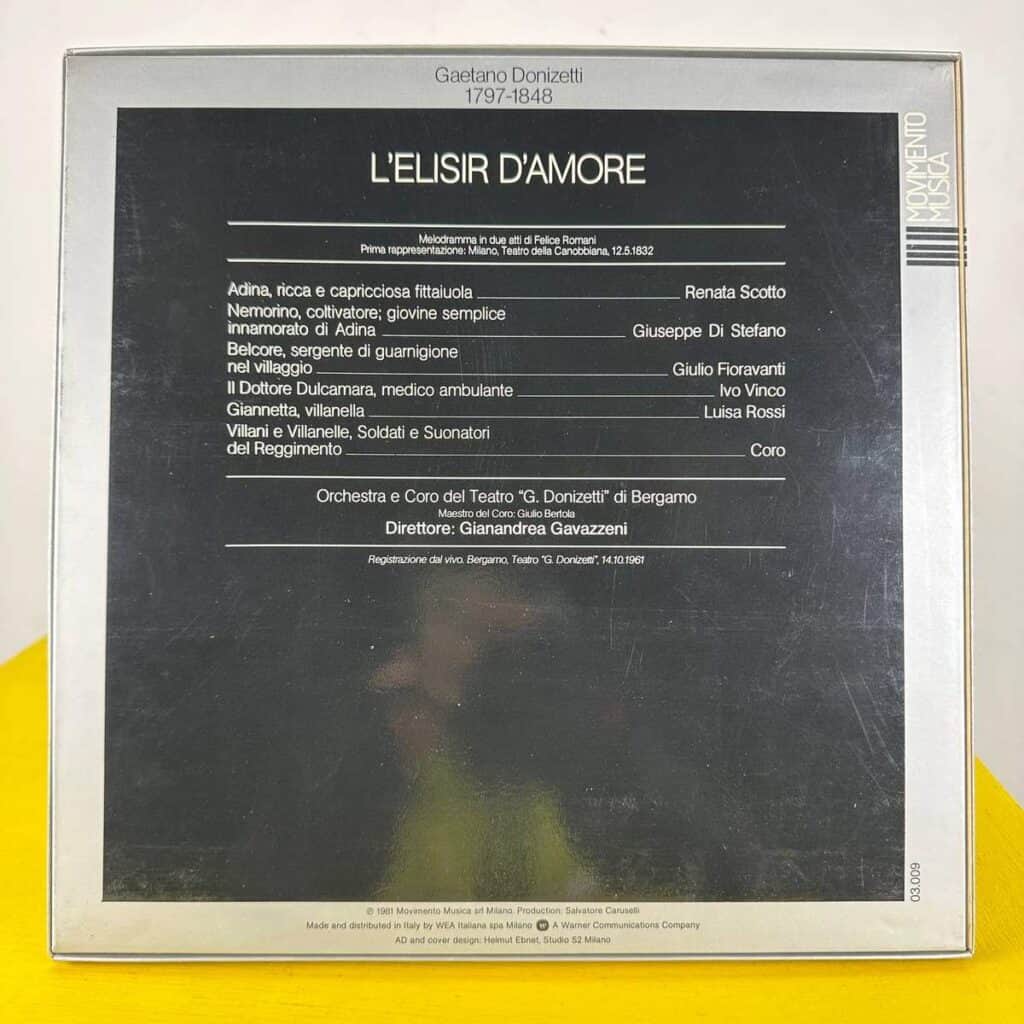 Gaetano Donizetti
1797-1848
MOVIMENTO
MUSICA
L'ELISIR D'AMORE
Melodramma in due atti di Felice Romani
Prima rappresentazione: Milano, Teatro della Canobbiana, 12.5.1832
Adina, ricca e capricciosa fittaiuola Renata Scotto
Nemorino, coltivatore; giovine semplice
innamorato di Adina Giuseppe Di Stefano
Belcore, sergente di guarnigione
nel villaggio Giulio Fioravanti
Il Dottore Dulcamara, medico ambulante Ivo Vinco
Giannetta, villanella Luisa Rossi
Villani e Villanelle, Soldati e Suonatori
del Reggimento Coro
Orchestra e Coro del Teatro "G. Donizetti" di Bergamo
Maestro del Coro: Giulio Bertola
Direttore: Gianandrea Gavazzeni
Registrazione dal vivo. Bergamo, Teatro "G. Donizetti", 14.10.1961
03.009
℗ 1981 Movimento Musica srl Milano. Production: Salvatore Caruselli
Made and distributed in Italy by WEA Italiana spa Milano W A Warner Communications Company
AD and cover design: Helmut Ebnet, Studio S2 Milano